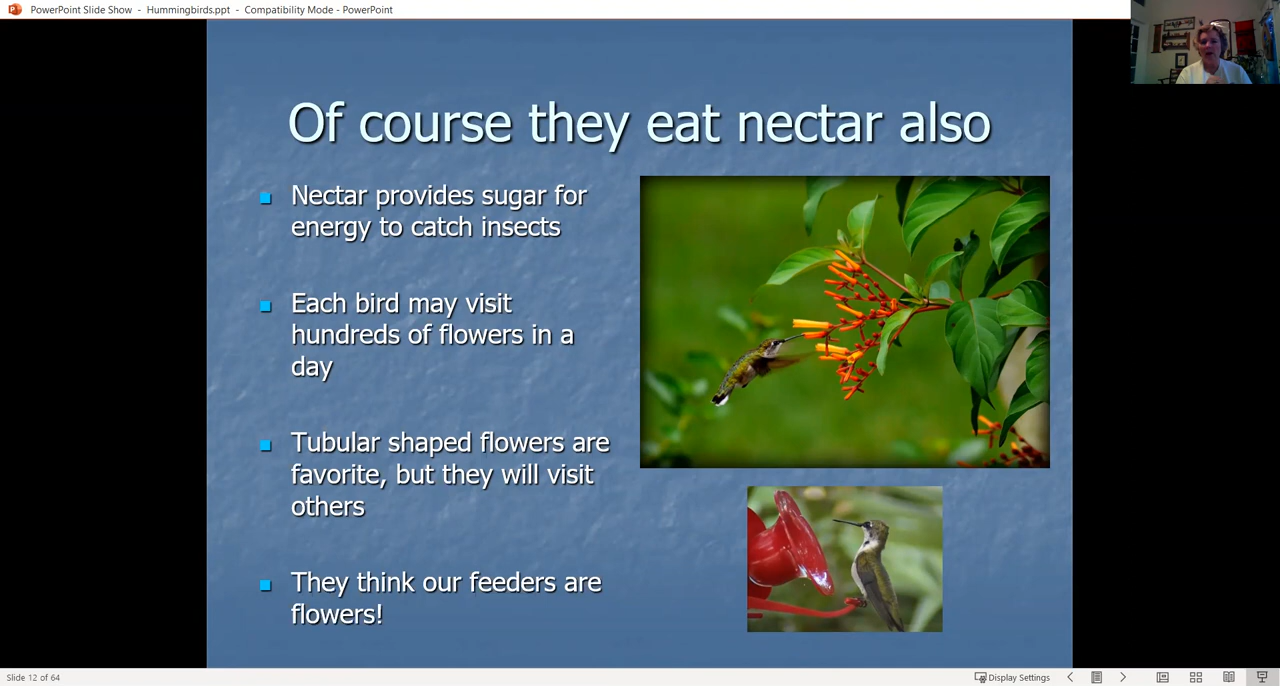 PowerPoint Slide Show - Hummingbirds.ppt - Compatibility Mode - PowerPoint
Of course they eat nectar also
Nectar provides sugar for
energy to catch insects
Each bird may visit
hundreds of flowers in a
day
Tubular shaped flowers are
favorite, but they will visit
others
They think our feeders are
flowers!
Slide 12 of 64
Display Settings